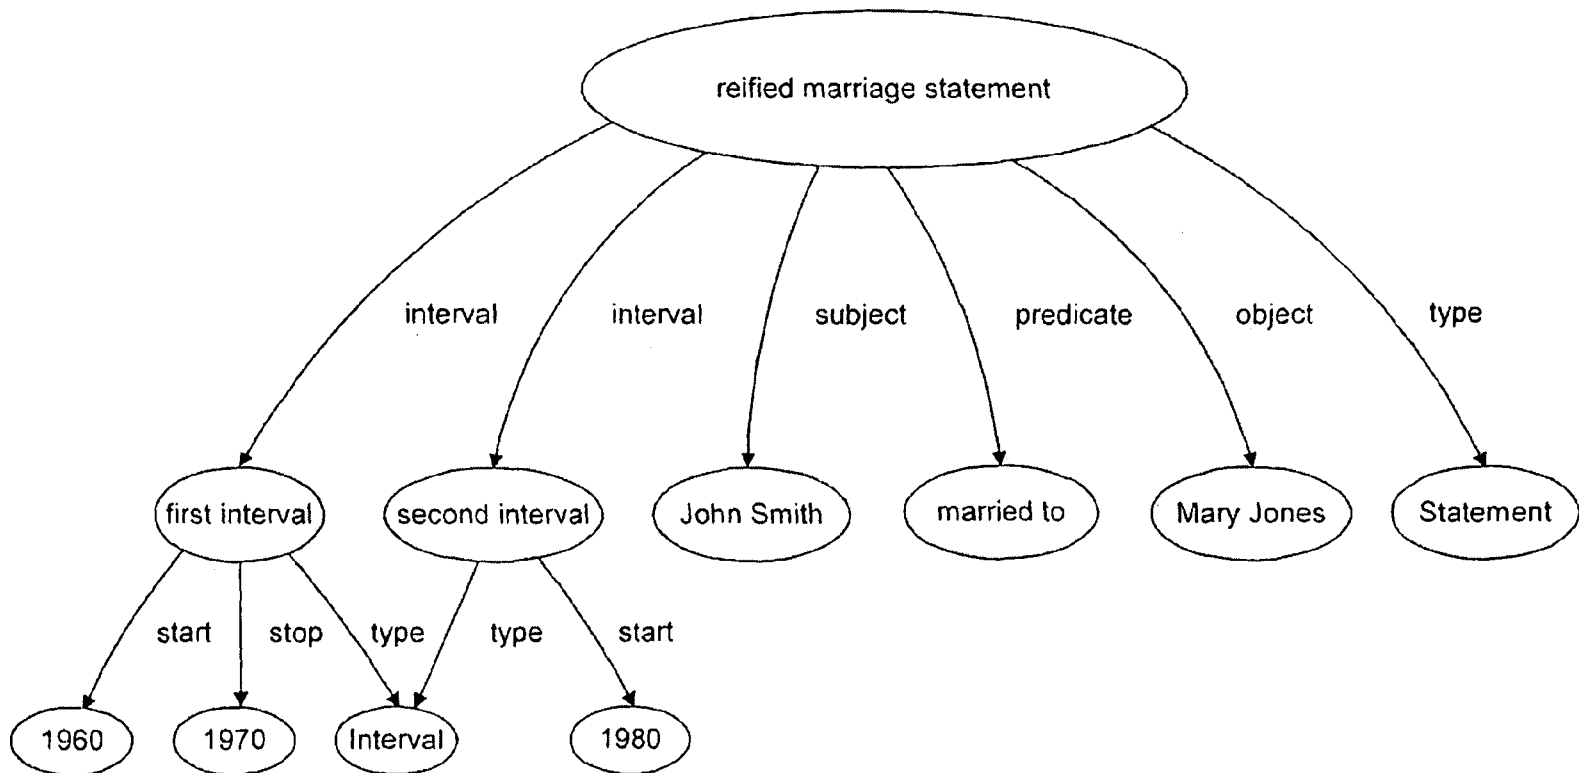 reified marriage statement
interval interval subject predicate object type
first interval second interval John Smith married to Mary Jones Statement
start stop type type start
1960 1970 Interval 1980